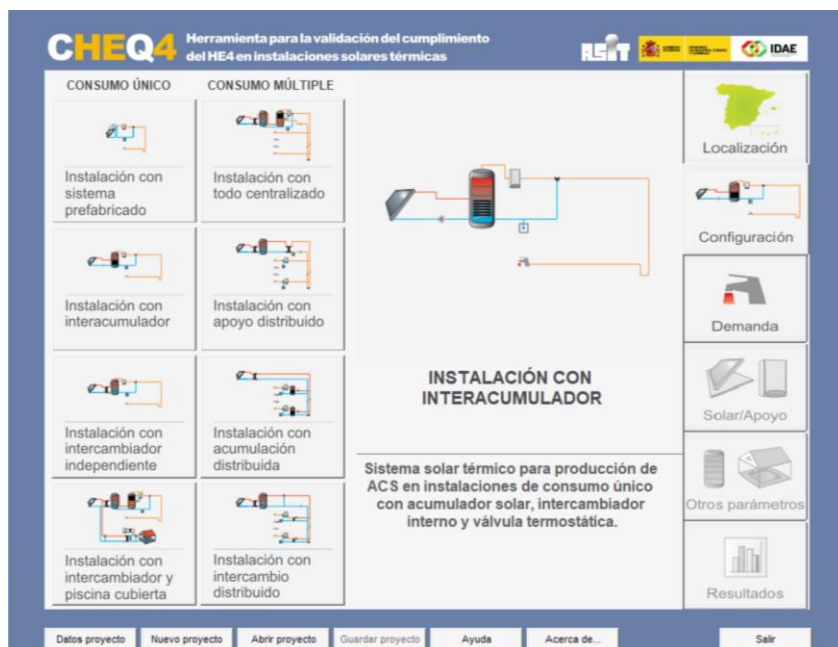 CHEQ4
Herramienta para la validación del cumplimiento
del HE4 en instalaciones solares térmicas
ASIT
IDAE
CONSUMO ÚNICO
Instalación con
sistema
prefabricado
Instalación con
interacumulador
Instalación con
intercambiador
independiente
Instalación con
intercambiador y
piscina cubierta
CONSUMO MÚLTIPLE
Instalación con
todo centralizado
Instalación con
apoyo distribuido
Instalación con
acumulación
distribuida
Instalación con
intercambio
distribuido
INSTALACIÓN CON
INTERACUMULADOR
Sistema solar térmico para producción de
ACS en instalaciones de consumo único
con acumulador solar, intercambiador
interno y válvula termostática.
Localización
Configuración
Demanda
Solar/Apoyo
Otros parámetros
Resultados
Datos proyecto
Nuevo proyecto
Abrir proyecto
Guardar proyecto
Ayuda
Acerca de...
Salir